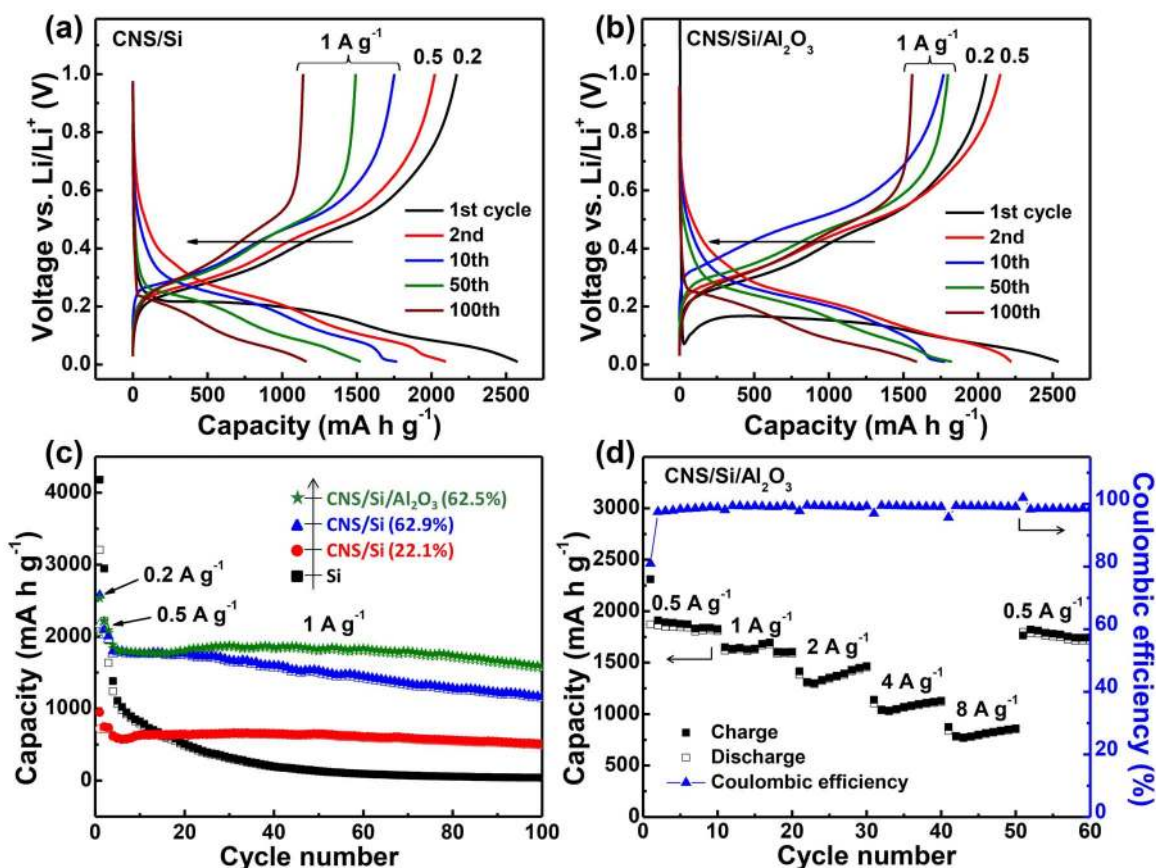 (a)
CNS/Si
1 A g⁻¹
0.5
0.2
1.0
0.8
0.6
0.4
0.2
0.0
Voltage vs. Li/Li⁺ (V)
1st cycle
2nd
10th
50th
100th
0 500 1000 1500 2000 2500
Capacity (mA h g⁻¹)
(b)
CNS/Si/Al₂O₃
1 A g⁻¹
0.2
0.5
1.0
0.8
0.6
0.4
0.2
0.0
Voltage vs. Li/Li⁺ (V)
1st cycle
2nd
10th
50th
100th
0 500 1000 1500 2000 2500
Capacity (mA h g⁻¹)
(c)
4000
3000
2000
1000
0
Capacity (mA h g⁻¹)
CNS/Si/Al₂O₃ (62.5%)
CNS/Si (62.9%)
CNS/Si (22.1%)
Si
0.2 A g⁻¹
0.5 A g⁻¹
1 A g⁻¹
0 20 40 60 80 100
Cycle number
(d)
CNS/Si/Al₂O₃
3000
2500
2000
1500
1000
500
0
Capacity (mA h g⁻¹)
0.5 A g⁻¹
1 A g⁻¹
2 A g⁻¹
4 A g⁻¹
8 A g⁻¹
0.5 A g⁻¹
Charge
Discharge
Coulombic efficiency
100
80
60
40
20
0
Coulombic efficiency (%)
0 10 20 30 40 50 60
Cycle number